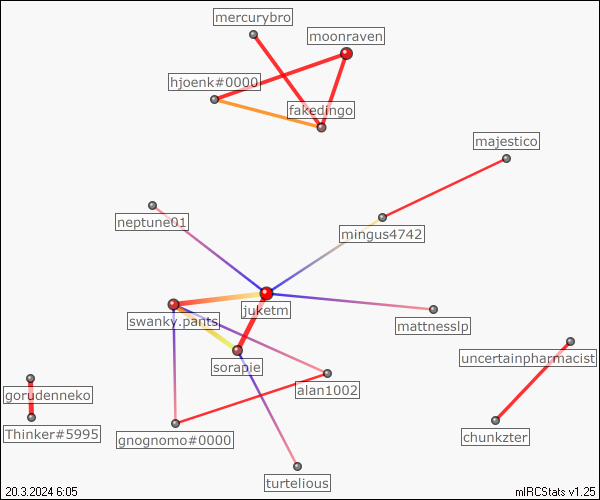 mercurybro
moonraven
hjoenk#0000
fakedingo
majestico
neptune01
mingus4742
juketm
swanky.pants
mattnesslp
uncertainpharmacist
sorapie
alan1002
gorudenneko
Thinker#5995
gnognomo#0000
chunkzter
turtelious
20.3.2024 6:05
mIRCStats v1.25